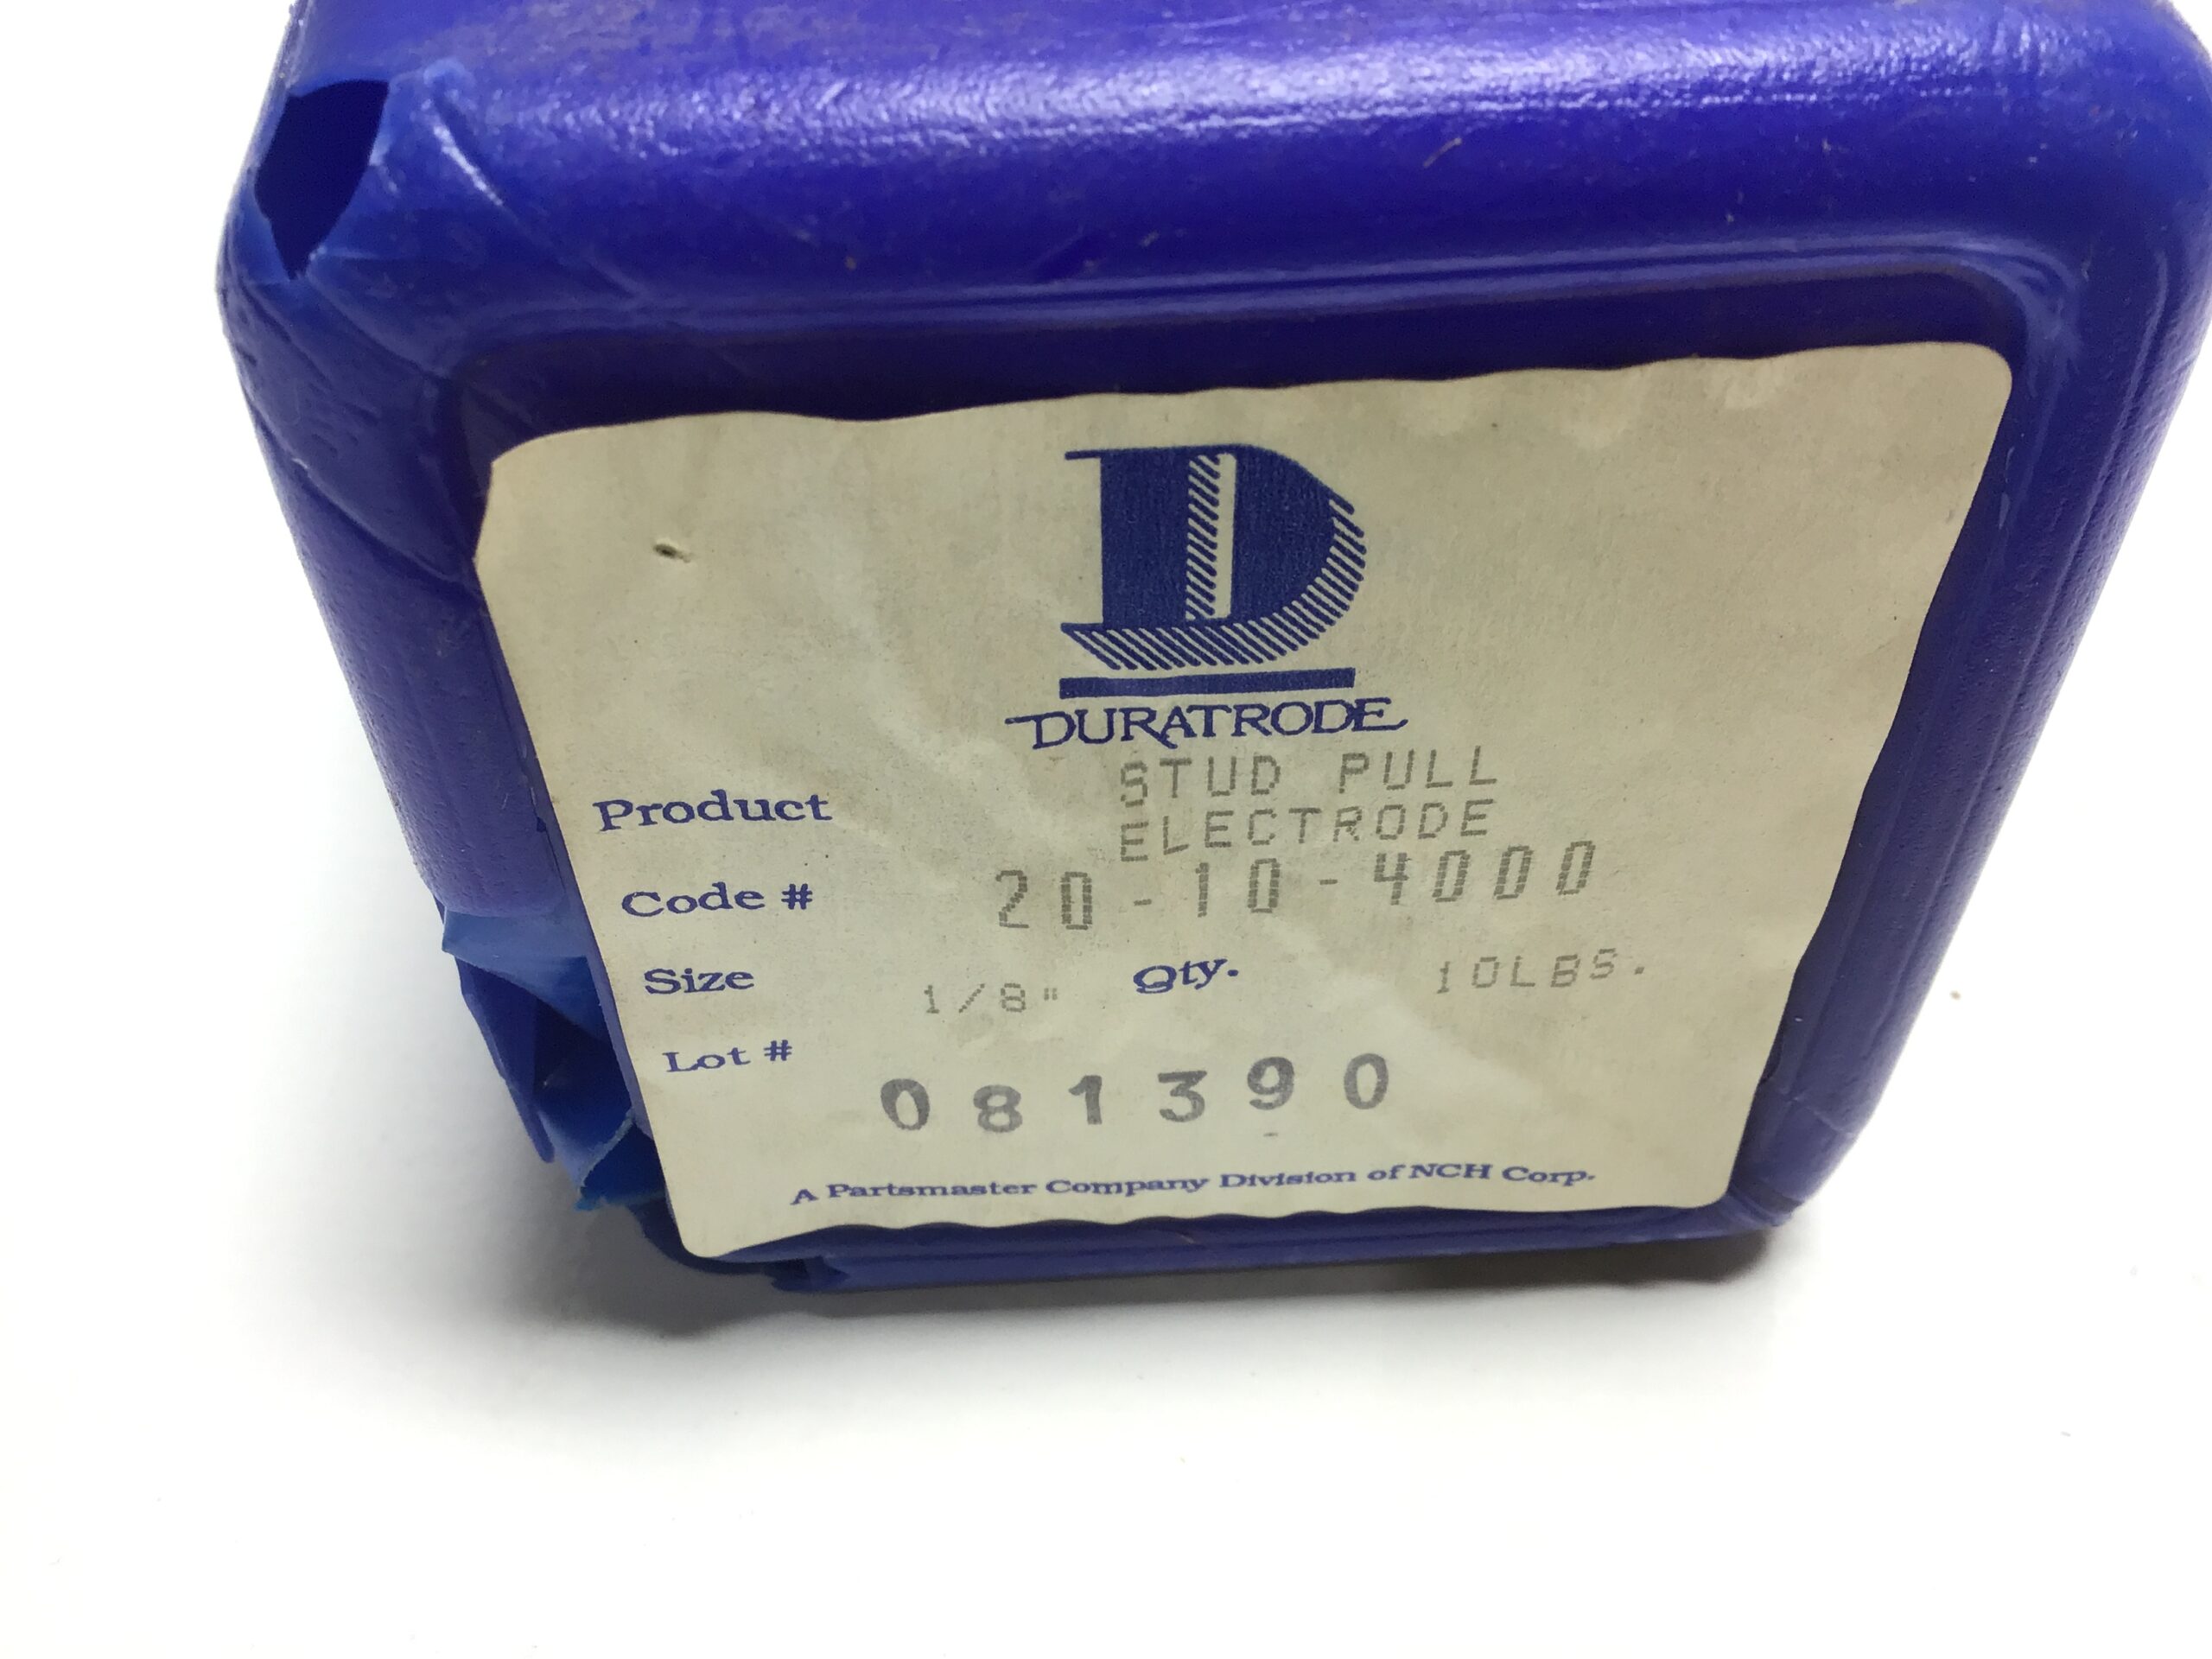 D
DURATRODE
Product STUD PULL
ELECTRODE
Code # 20-10-4000
Size 1/8" Qty. 10LBS.
Lot # 081390
A Partsmaster Company Division of NCH Corp.